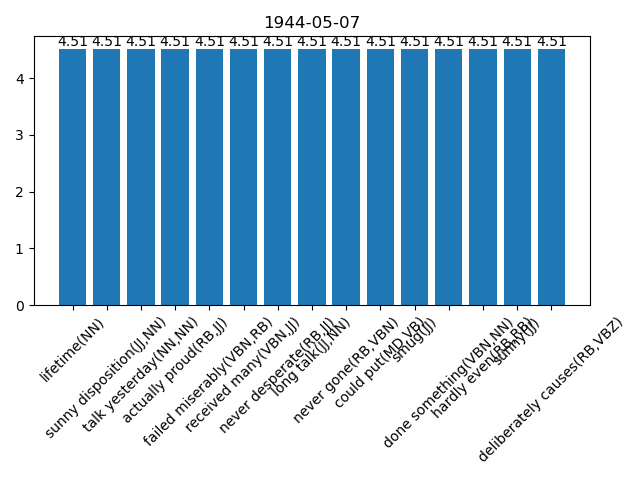 1944-05-07
4.51 4.51 4.51 4.51 4.51 4.51 4.51 4.51 4.51 4.51 4.51 4.51 4.51 4.51 4.51
4
3
2
1
0
lifetime(NN)
sunny disposition(JJ,NN)
talk yesterday(NN,NN)
actually proud(RB,JJ)
failed miserably(VBN,RB)
received many(VBN,JJ)
never desperate(RB,JJ)
long talk(JJ,NN)
never gone(RB,VBN)
could put(MD,VB)
smug(JJ)
done something(VBN,NN)
hardly even(RB,RB)
sunny(JJ)
deliberately causes(RB,VBZ)